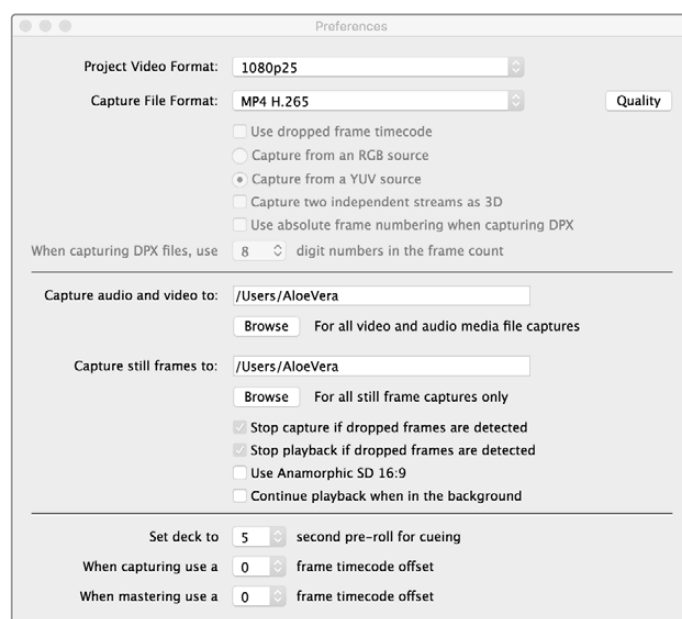 Preferences
Project Video Format: 1080p25
Capture File Format: MP4 H.265 Quality
Use dropped frame timecode
Capture from an RGB source
Capture from a YUV source
Capture two independent streams as 3D
Use absolute frame numbering when capturing DPX
When capturing DPX files, use 8 digit numbers in the frame count
Capture audio and video to: /Users/AloeVera
Browse For all video and audio media file captures
Capture still frames to: /Users/AloeVera
Browse For all still frame captures only
Stop capture if dropped frames are detected
Stop playback if dropped frames are detected
Use Anamorphic SD 16:9
Continue playback when in the background
Set deck to 5 second pre-roll for cueing
When capturing use a 0 frame timecode offset
When mastering use a 0 frame timecode offset